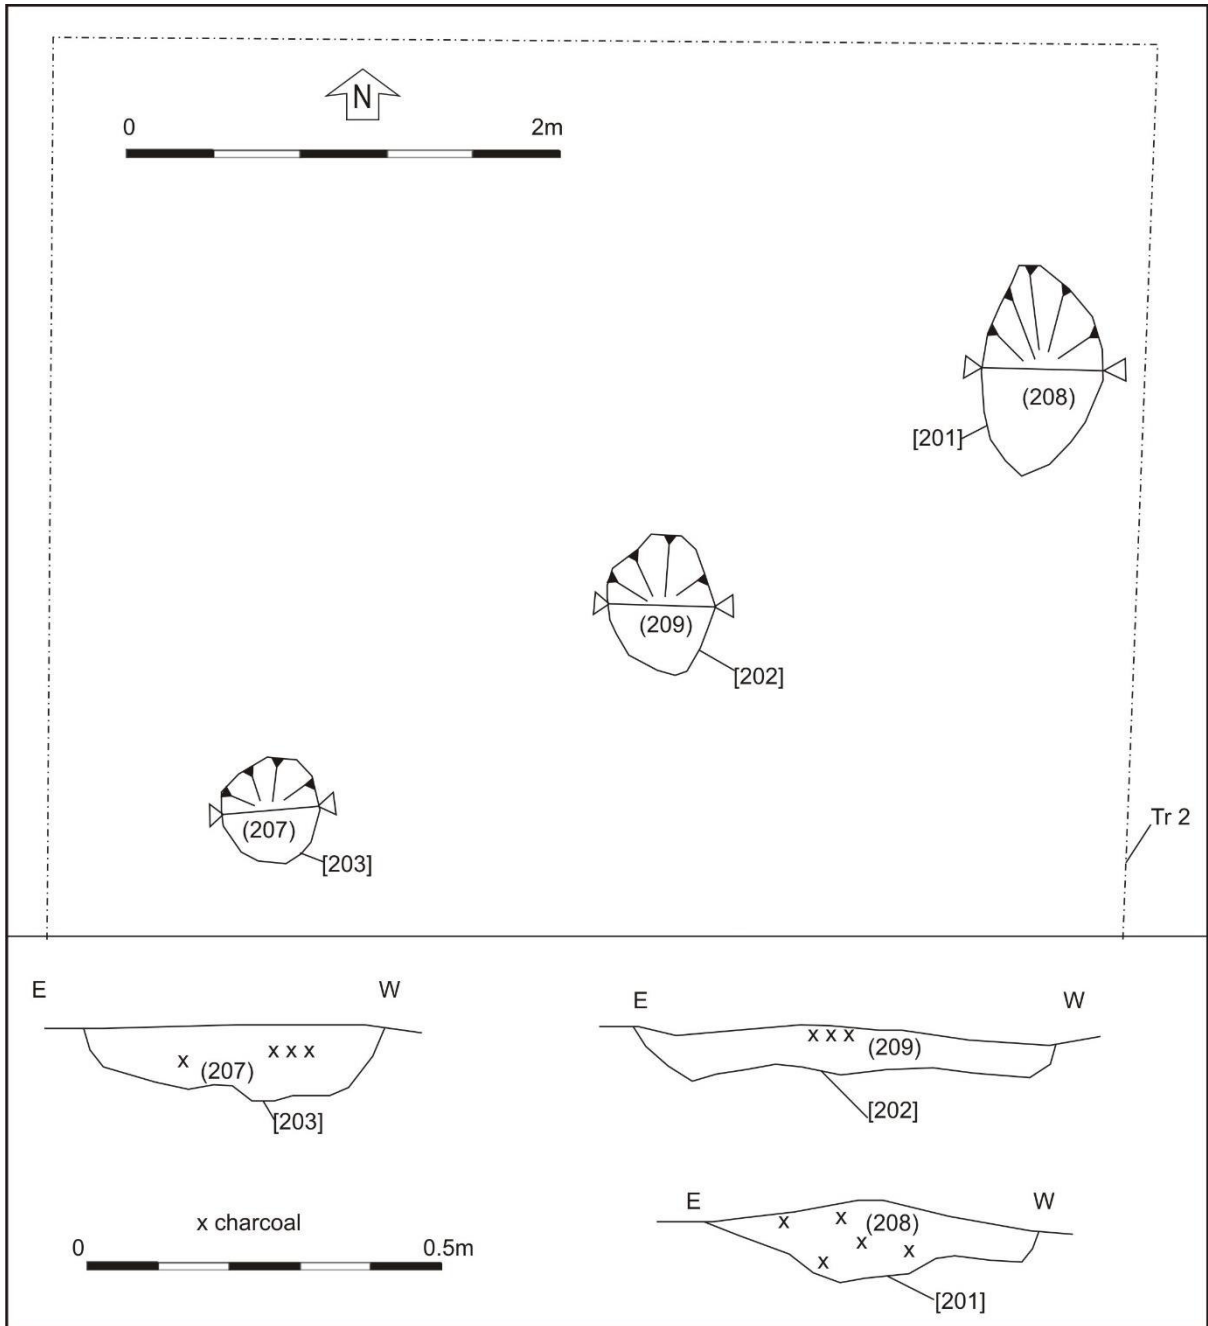 N
0 2m
(208)
[201]
(209)
[202]
Tr 2
(207)
[203]
E W
x x x x
(207)
[203]
E W
x x x
(209)
[202]
x charcoal
0 0.5m
E W
x x (208)
x x x
[201]